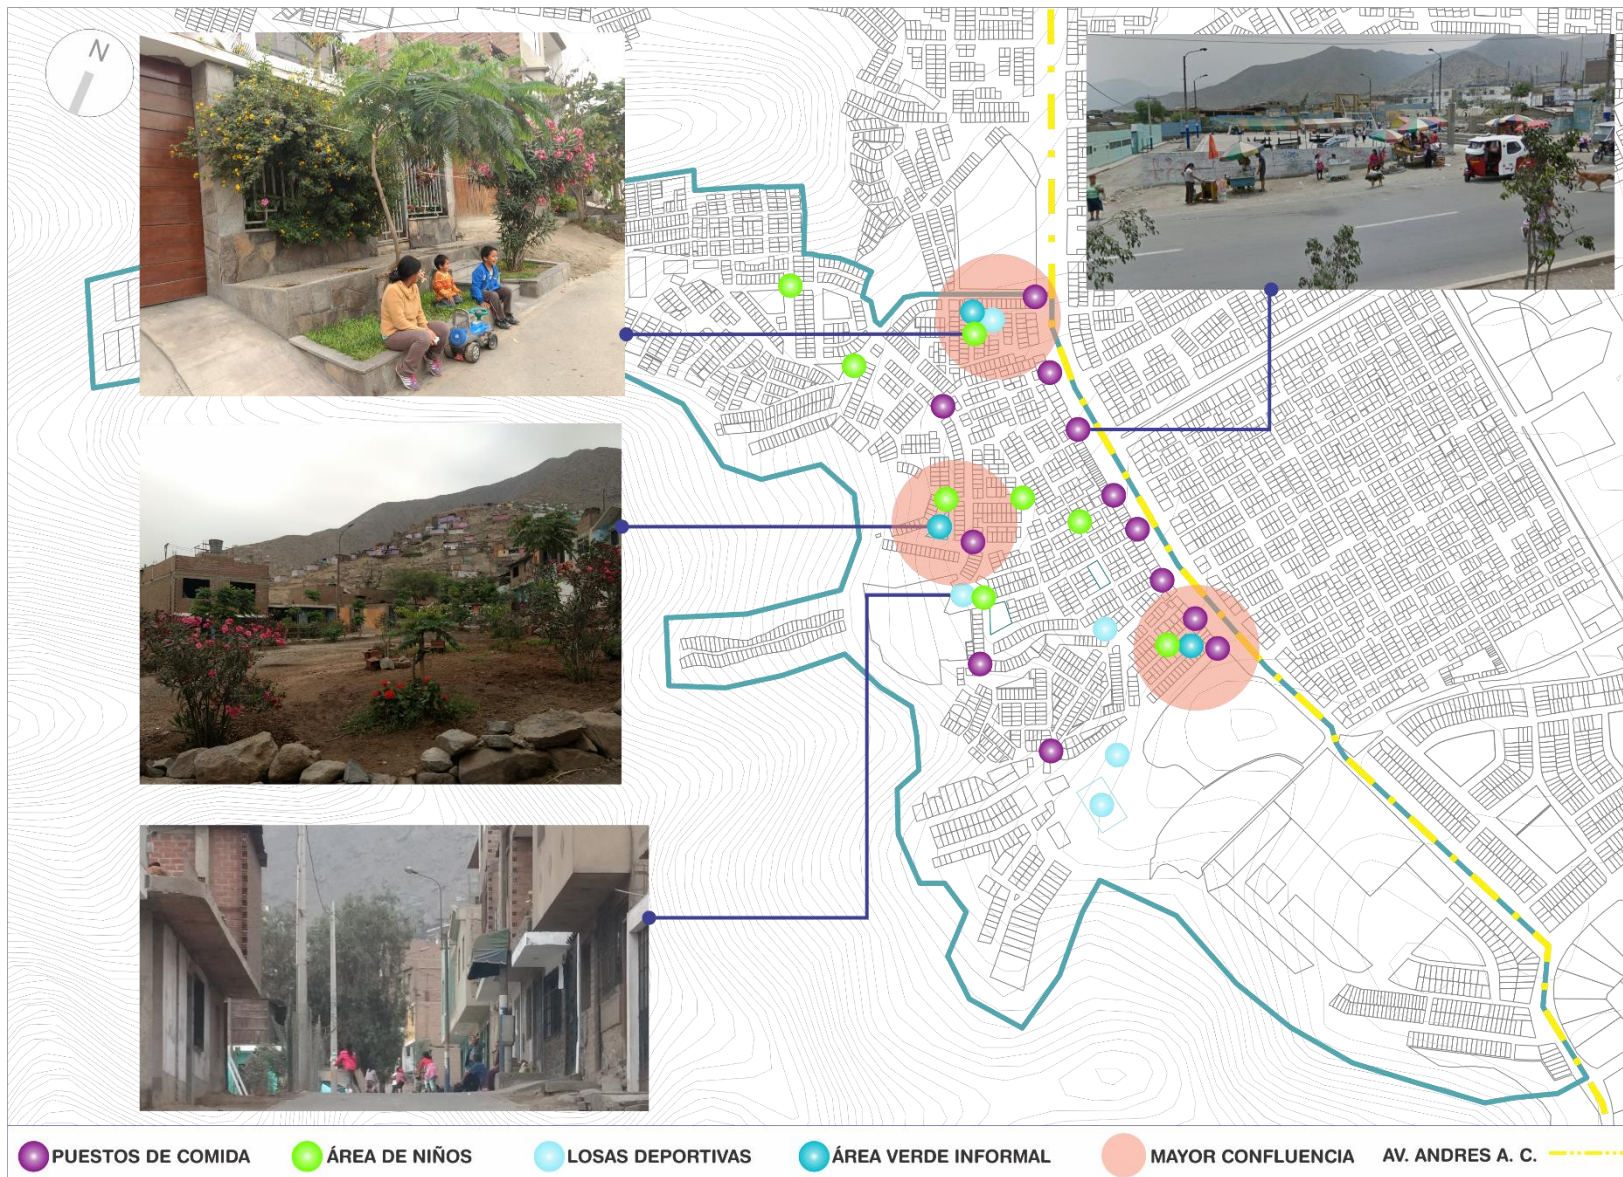 N
PUESTOS DE COMIDA
ÁREA DE NIÑOS
LOSAS DEPORTIVAS
ÁREA VERDE INFORMAL
MAYOR CONFLUENCIA
AV. ANDRES A. C.